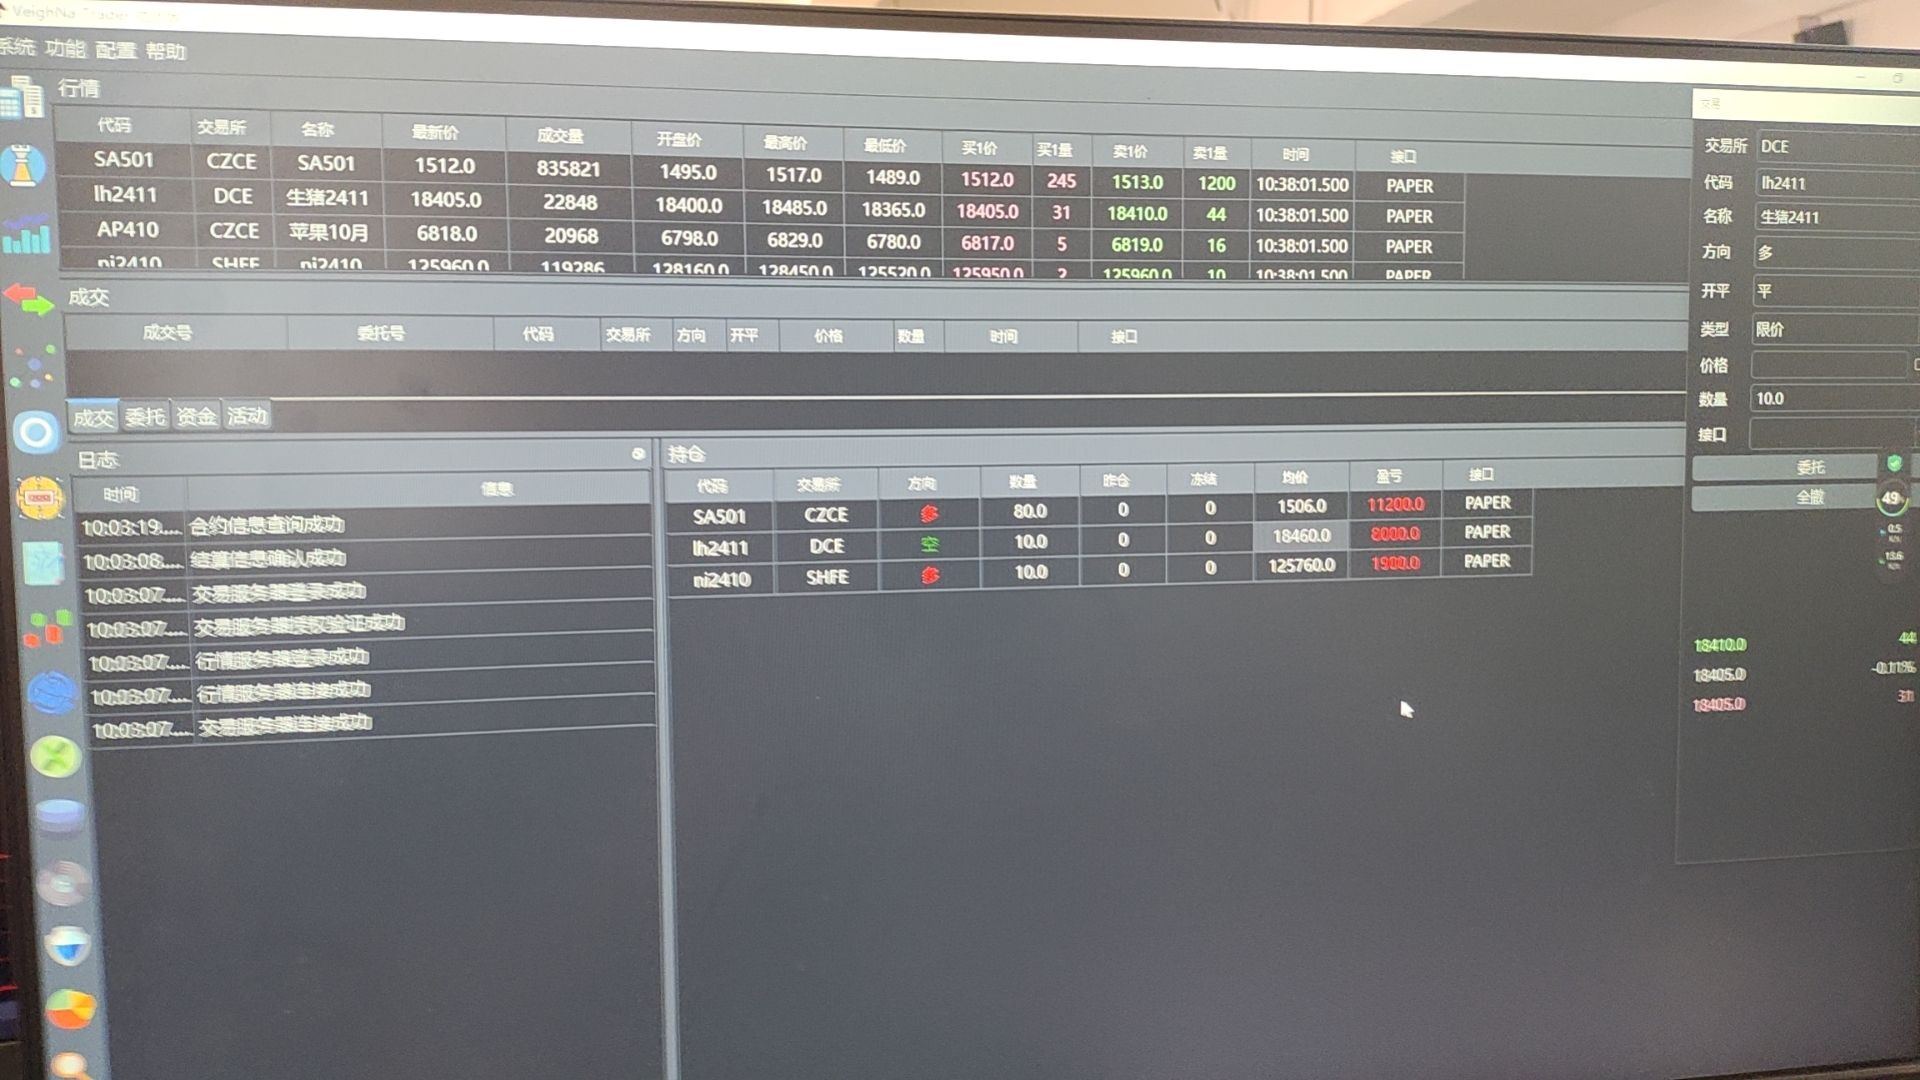 VeighNa Trader
系统 功能 配置 帮助
行情
代码 交易所 名称 最新价 成交量 开盘价 最高价 最低价 买1价 买1量 卖1价 卖1量 时间 接口
SA501 CZCE SA501 1512.0 835821 1495.0 1517.0 1489.0 1512.0 245 1513.0 1200 10:38:01.500 PAPER
lh2411 DCE 生猪2411 18405.0 22848 18400.0 18485.0 18365.0 18405.0 31 18410.0 44 10:38:01.500 PAPER
AP410 CZCE 苹果10月 6818.0 20968 6798.0 6829.0 6780.0 6817.0 5 6819.0 16 10:38:01.500 PAPER
ni2410 SHFE ni2410 125960.0 119286 128160.0 128450.0 125520.0 125950.0 2 125960.0 10 10:38:01.500 PAPER
成交
成交号 委托号 代码 交易所 方向 开平 价格 数量 时间 接口
成交 委托 资金 活动
日志
时间 信息
10:03:19.... 合约信息查询成功
10:03:08.... 结算信息确认成功
10:03:07.... 交易服务器登录成功
10:03:07.... 交易服务器授权验证成功
10:03:07.... 行情服务器登录成功
10:03:07.... 行情服务器连接成功
10:03:07.... 交易服务器连接成功
持仓
代码 交易所 方向 数量 昨仓 冻结 均价 盈亏 接口
SA501 CZCE 多 80.0 0 0 1506.0 11200.0 PAPER
lh2411 DCE 空 10.0 0 0 18460.0 8000.0 PAPER
ni2410 SHFE 多 10.0 0 0 125760.0 1900.0 PAPER
交易
交易所 DCE
代码 lh2411
名称 生猪2411
方向 多
开平 平
类型 限价
价格
数量 10.0
接口
委托
全撤
49
0.5
13.6
18410.0 44
18405.0 -0.11%
18405.0 31